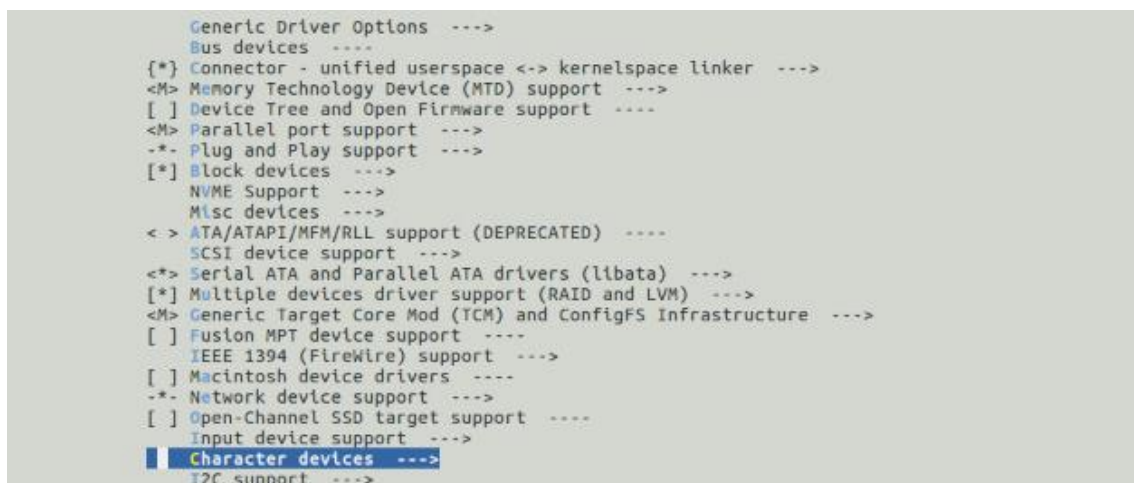 Generic Driver Options  --->
Bus devices  ----
{*} Connector - unified userspace <-> kernelspace linker  --->
<M> Memory Technology Device (MTD) support  --->
[ ] Device Tree and Open Firmware support  ----
<M> Parallel port support  --->
-*- Plug and Play support  --->
[*] Block devices  --->
NVME Support  --->
Misc devices  --->
< > ATA/ATAPI/MFM/RLL support (DEPRECATED)  ----
SCSI device support  --->
<*> Serial ATA and Parallel ATA drivers (libata)  --->
[*] Multiple devices driver support (RAID and LVM)  --->
<M> Generic Target Core Mod (TCM) and ConfigFS Infrastructure  --->
[ ] Fusion MPT device support  ----
IEEE 1394 (FireWire) support  --->
[ ] Macintosh device drivers  ----
-*- Network device support  --->
[ ] Open-Channel SSD target support  ----
Input device support  --->
Character devices  --->
I2C support  --->